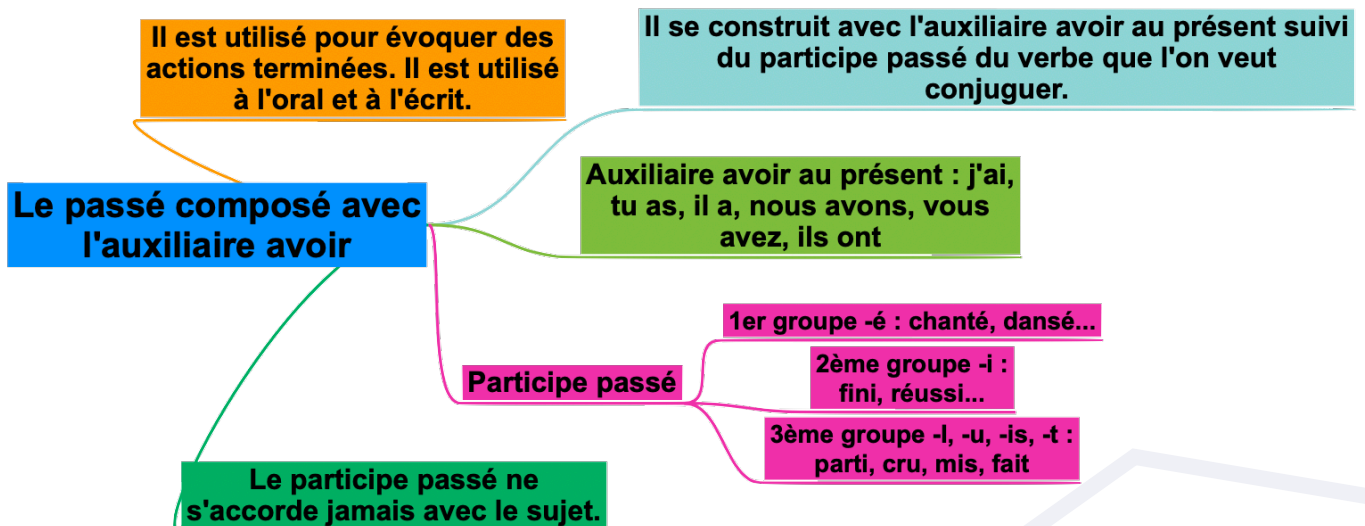 Il est utilisé pour évoquer des
actions terminées. Il est utilisé
à l'oral et à l'écrit.
Il se construit avec l'auxiliaire avoir au présent suivi
du participe passé du verbe que l'on veut
conjuguer.
Le passé composé avec
l'auxiliaire avoir
Auxiliaire avoir au présent : j'ai,
tu as, il a, nous avons, vous
avez, ils ont
Participe passé
1er groupe -é : chanté, dansé...
2ème groupe -i :
fini, réussi...
3ème groupe -I, -u, -is, -t :
parti, cru, mis, fait
Le participe passé ne
s'accorde jamais avec le sujet.